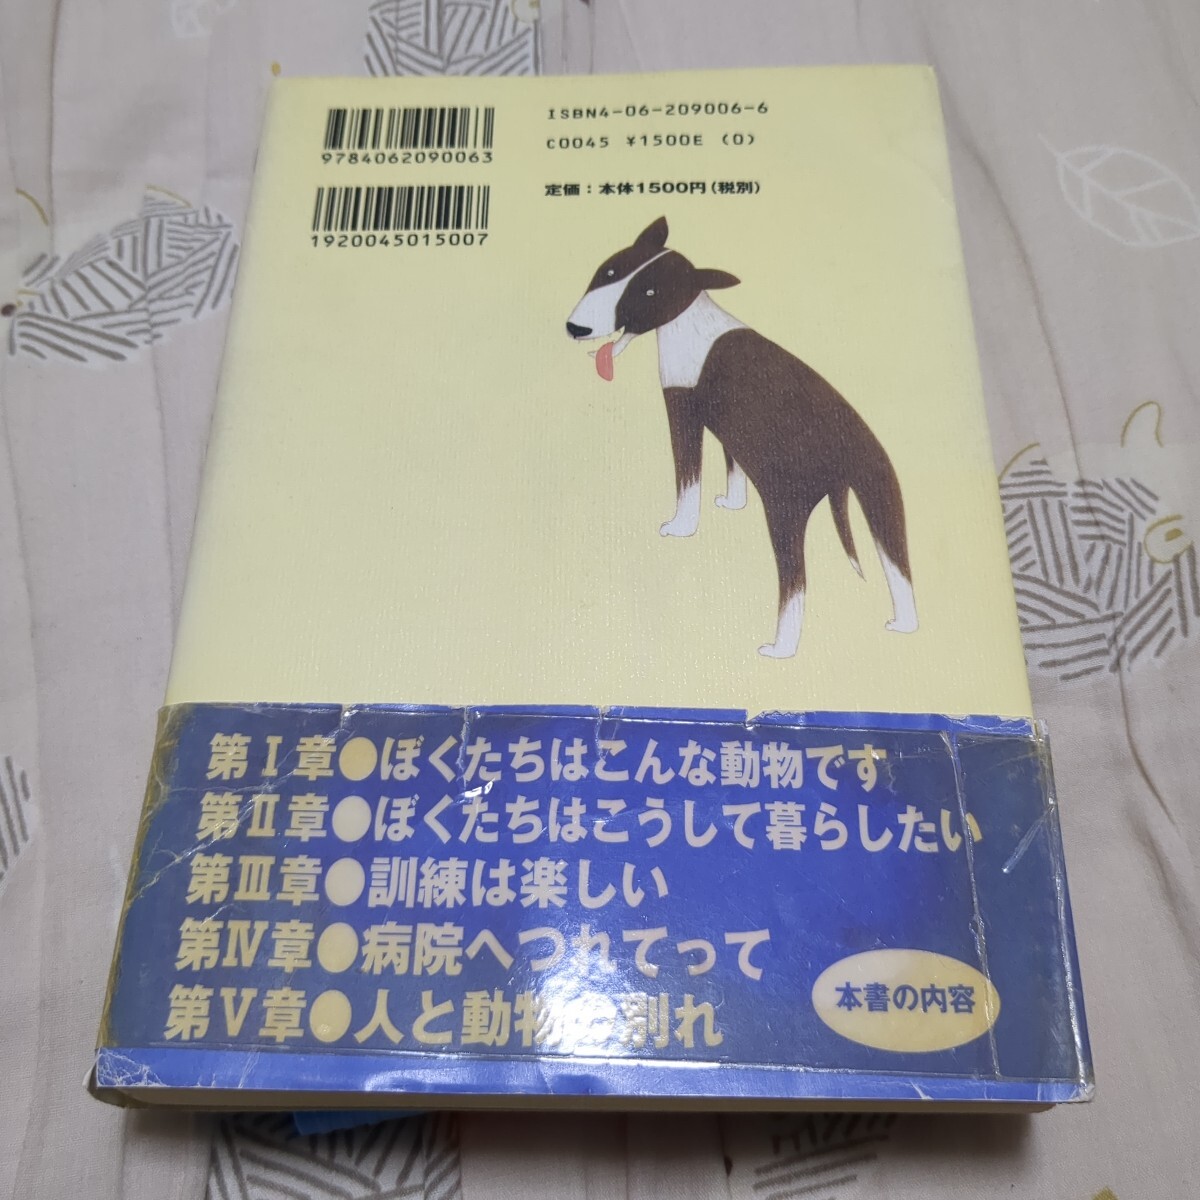 ISBN4-06-209006-6
9784062090063
C0045 ¥1500E (0)
定価：本体1500円(税別)
1920045015007
第Ⅰ章●ぼくたちはこんな動物です
第Ⅱ章●ぼくたちはこうして暮らしたい
第Ⅲ章●訓練は楽しい
第Ⅳ章●病院へつれてって
第Ⅴ章●人と動物の別れ
本書の内容